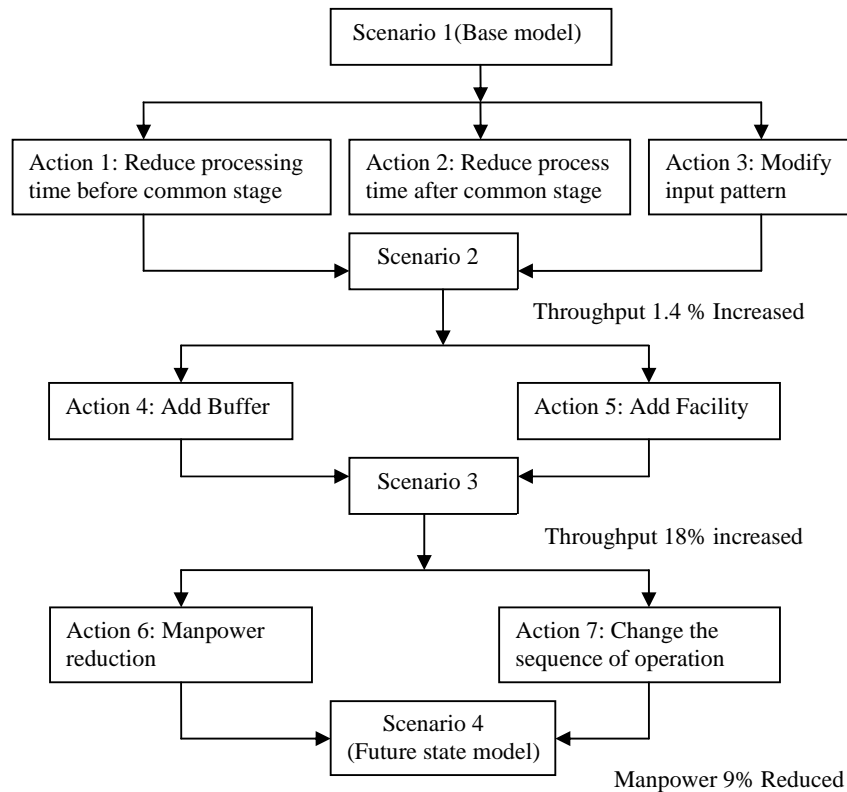 Scenario 1(Base model)
Action 1: Reduce processing
time before common stage
Action 2: Reduce process
time after common stage
Action 3: Modify
input pattern
Scenario 2
Throughput 1.4 % Increased
Action 4: Add Buffer
Action 5: Add Facility
Scenario 3
Throughput 18% increased
Action 6: Manpower
reduction
Action 7: Change the
sequence of operation
Scenario 4
(Future state model)
Manpower 9% Reduced